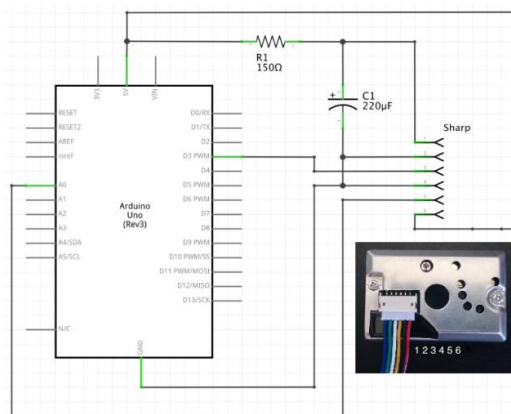 R1
150Ω
+
C1
220µF
Sharp
3V3
5V
VIN
RESET
RESET2
AREF
ioref
A0
A1
A2
A3
A4/SDA
A5/SCL
N/C
Arduino
Uno
(Rev3)
D0/RX
D1/TX
D2
D3 PWM
D4
D5 PWM
D6 PWM
D7
D8
D9 PWM
D10 PWM/SS
D11 PWM/MOSI
D12/MISO
D13/SCK
GND
1 2 3 4 5 6